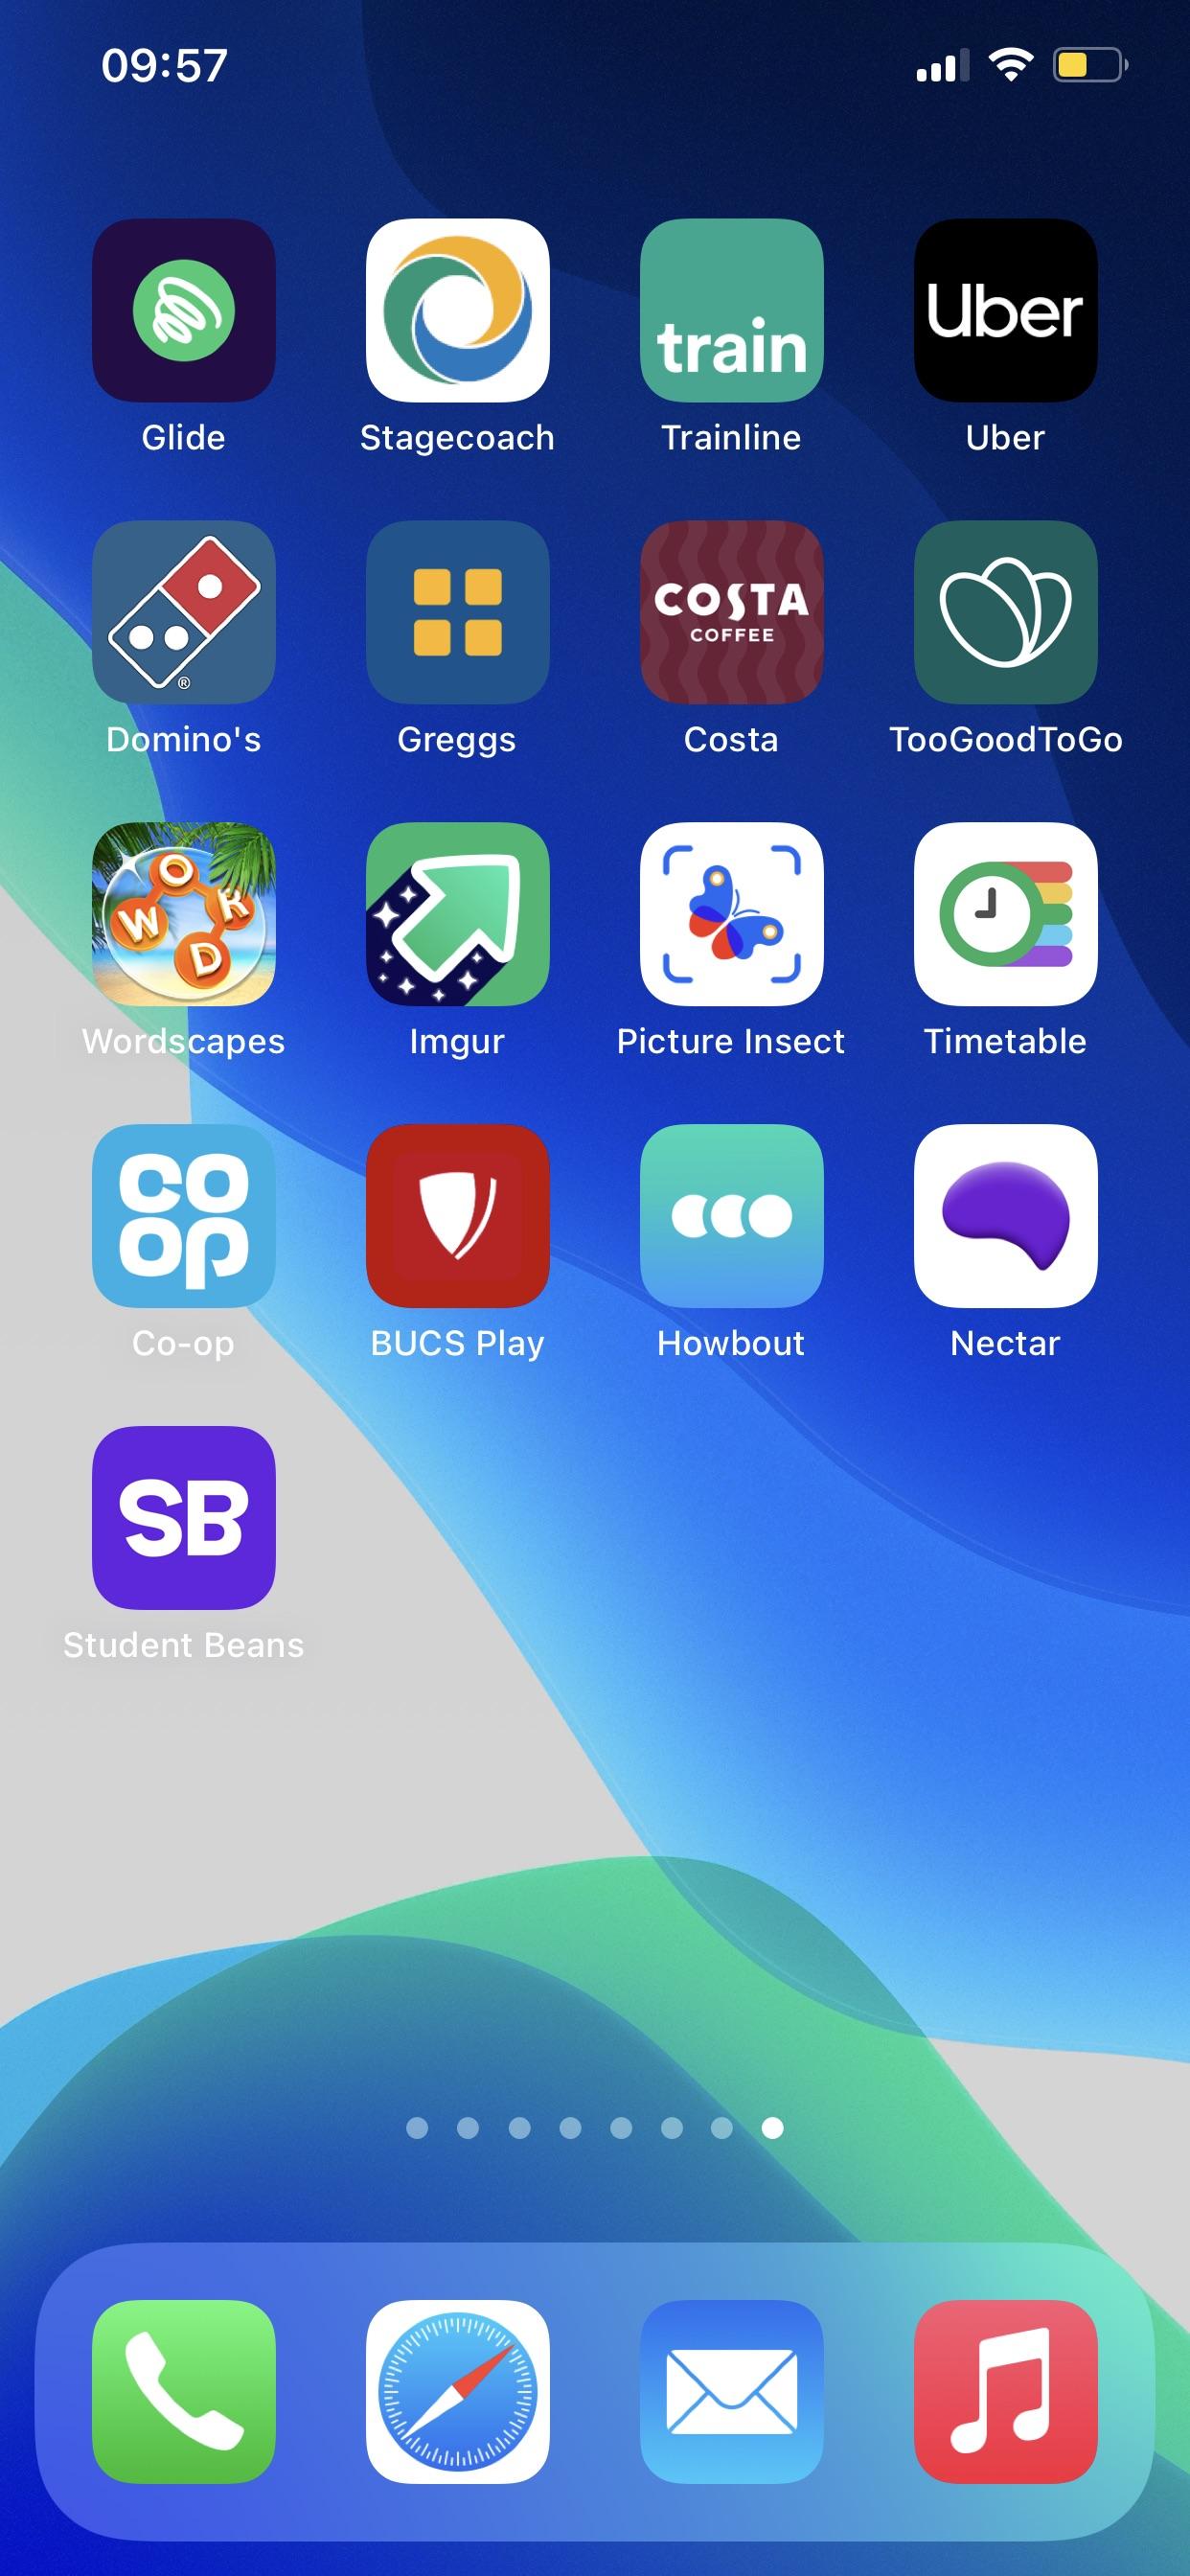 09:57
train
Uber
Glide
Stagecoach
Trainline
Uber
COSTA
COFFEE
®
Domino's
Greggs
Costa
TooGoodToGo
W O R D
Wordscapes
Imgur
Picture Insect
Timetable
co
op
Co-op
BUCS Play
Howbout
Nectar
SB
Student Beans